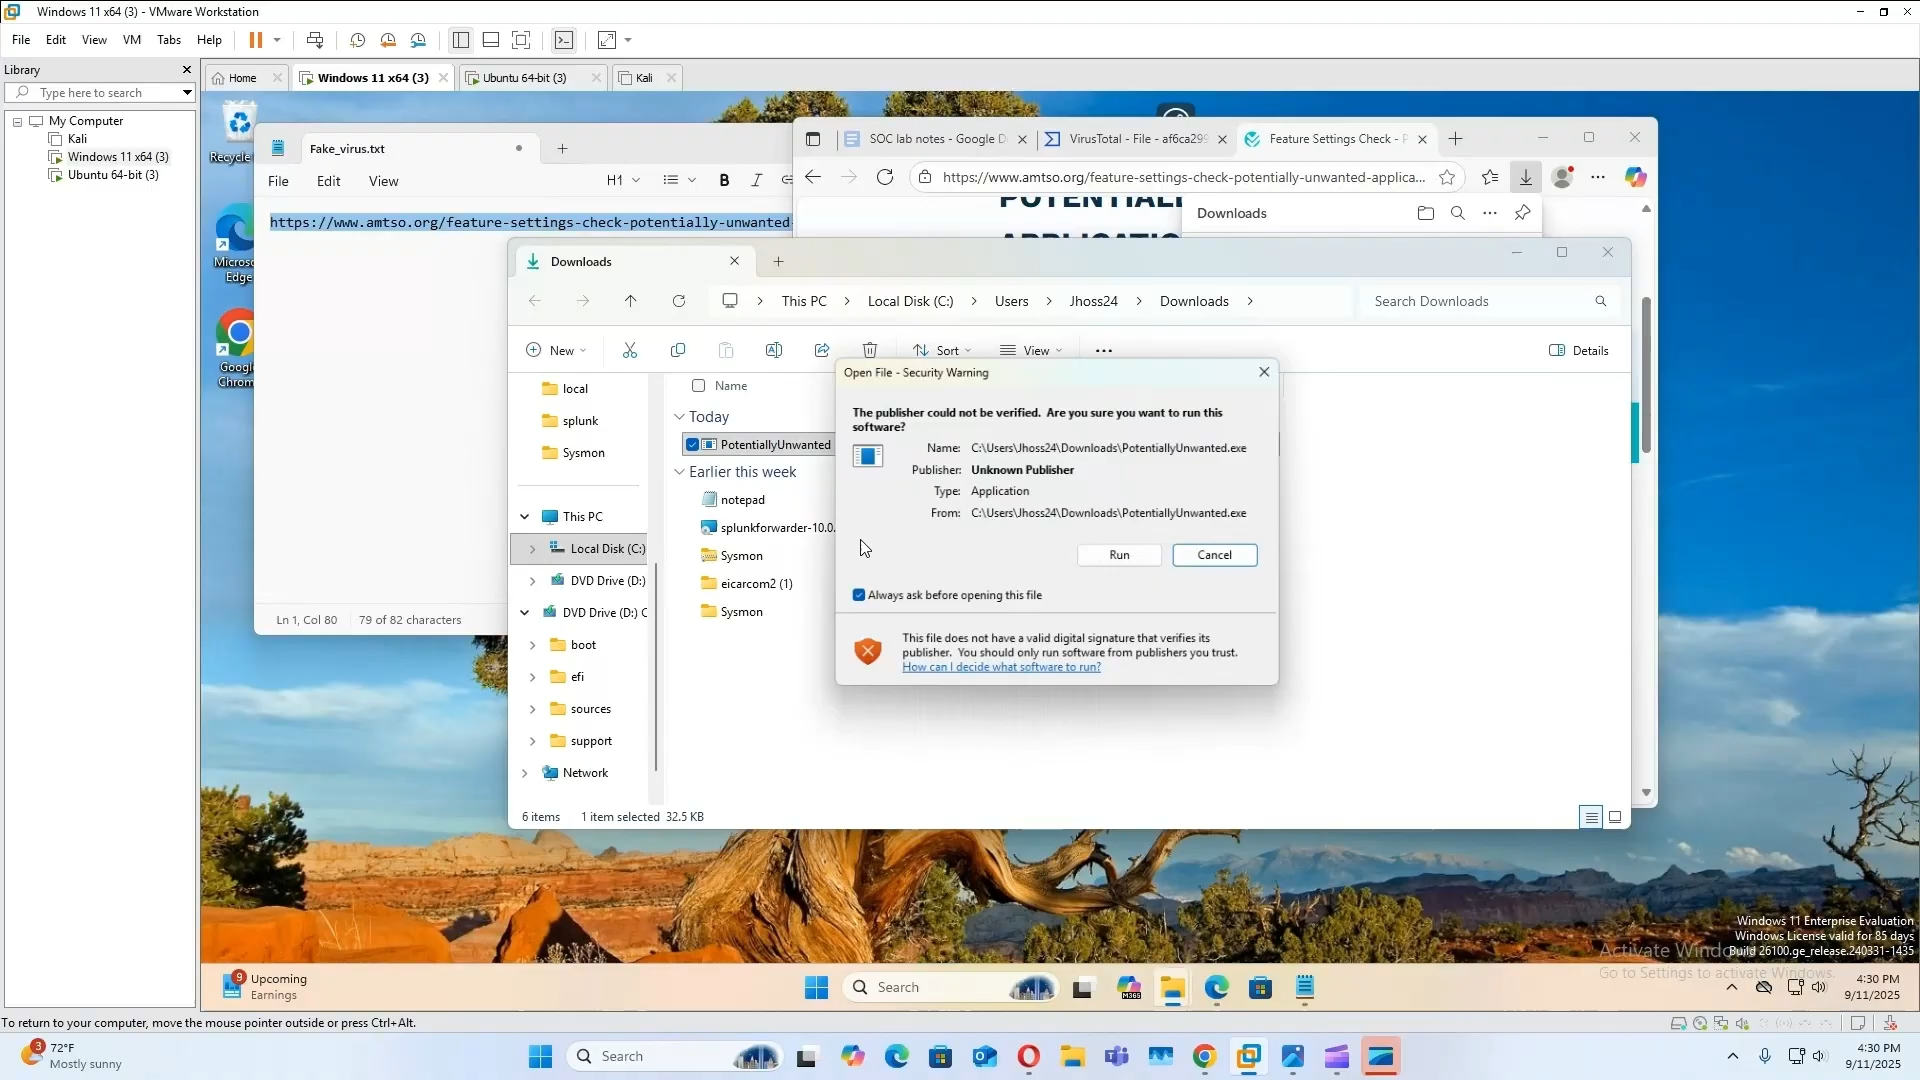 Windows 11 x64 (3) - VMware Workstation
File Edit View VM Tabs Help
Library
Type here to search
My Computer
Kali
Windows 11 x64 (3)
Ubuntu 64-bit (3)
Home
Windows 11 x64 (3)
Ubuntu 64-bit (3)
Kali
Recycle
Microso
Edge
Google
Chrom
Fake_virus.txt
File Edit View
H1
B I
https://www.amtso.org/feature-settings-check-potentially-unwanted-
Ln 1, Col 80 79 of 82 characters
SOC lab notes - Google D
VirusTotal - File - af6ca299
Feature Settings Check - P
https://www.amtso.org/feature-settings-check-potentially-unwanted-applica...
Downloads
Downloads
This PC > Local Disk (C:) > Users > Jhoss24 > Downloads >
Search Downloads
New
Sort
View
Details
local
splunk
Sysmon
This PC
Local Disk (C:)
DVD Drive (D:)
DVD Drive (D:) C
boot
efi
sources
support
Network
Name
Today
PotentiallyUnwanted
Earlier this week
notepad
splunkforwarder-10.0.
Sysmon
eicarcom2 (1)
Sysmon
6 items 1 item selected 32.5 KB
Open File - Security Warning
The publisher could not be verified. Are you sure you want to run this
software?
Name: C:\Users\Jhoss24\Downloads\PotentiallyUnwanted.exe
Publisher: Unknown Publisher
Type: Application
From: C:\Users\Jhoss24\Downloads\PotentiallyUnwanted.exe
Run
Cancel
Always ask before opening this file
This file does not have a valid digital signature that verifies its
publisher. You should only run software from publishers you trust.
How can I decide what software to run?
Windows 11 Enterprise Evaluation
Windows License valid for 85 days
Build 26100.ge_release.240331-1435
Go to Settings to activate Windows.
9
Upcoming
Earnings
Search
M365
4:30 PM
9/11/2025
To return to your computer, move the mouse pointer outside or press Ctrl+Alt.
3
72°F
Mostly sunny
Search
4:30 PM
9/11/2025